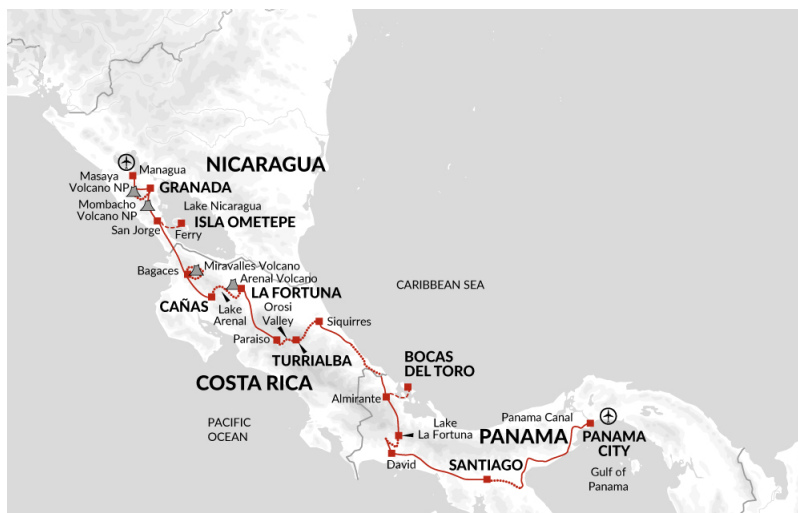 NICARAGUA
Managua
Masaya
Volcano NP
GRANADA
Mombacho
Volcano NP
Lake Nicaragua
ISLA OMETEPE
San Jorge
Ferry
Bagaces
Miravalles Volcano
Arenal Volcano
LA FORTUNA
CAÑAS
Lake
Arenal
Orosi
Valley
Siquirres
Paraiso
TURRIALBA
COSTA RICA
CARIBBEAN SEA
BOCAS
DEL TORO
Almirante
PACIFIC
OCEAN
Lake
La Fortuna
David
PANAMA
SANTIAGO
Panama Canal
PANAMA
CITY
Gulf of
Panama